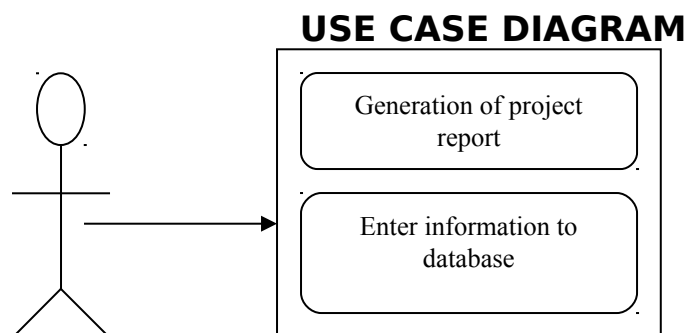 USE CASE DIAGRAM
Generation of project
report
Enter information to
database